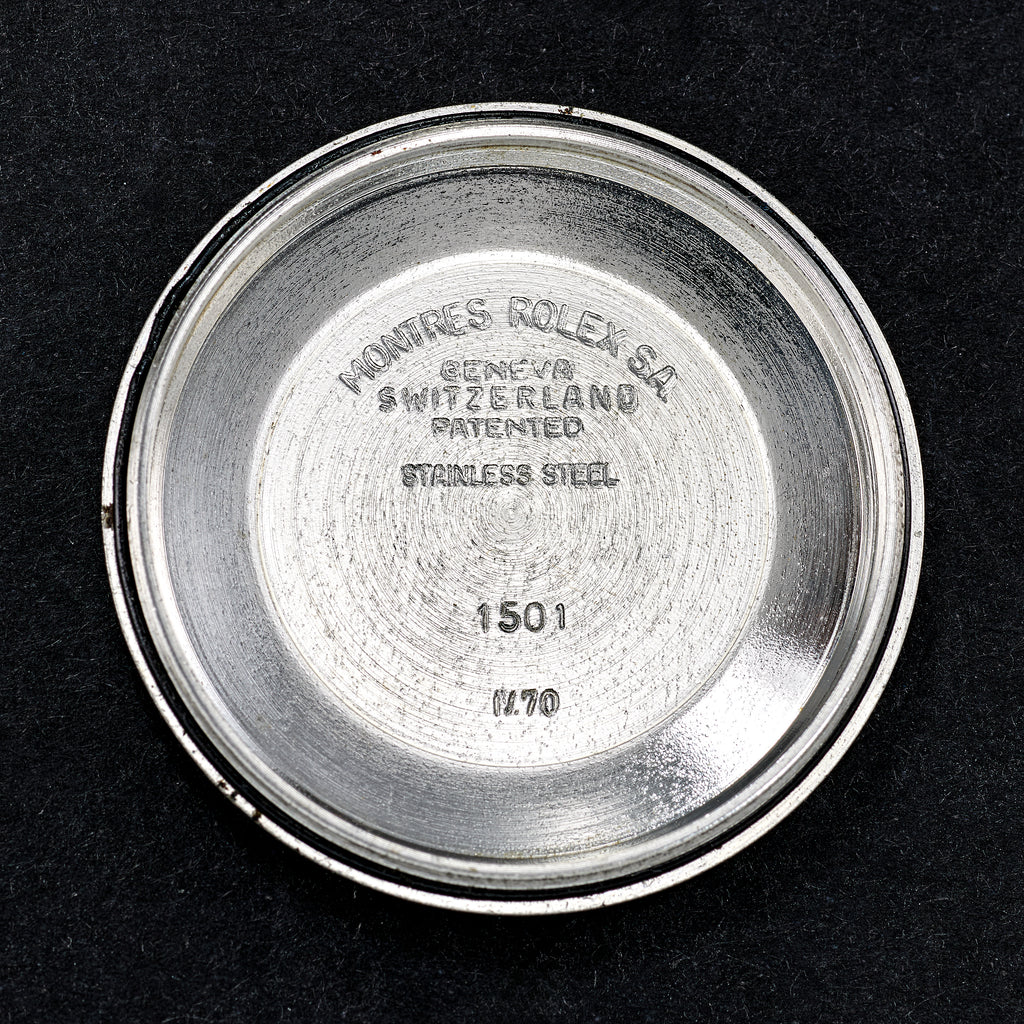 MONTRES ROLEX S.A.
GENEVA
SWITZERLAND
PATENTED
STAINLESS STEEL
1501
IV.70